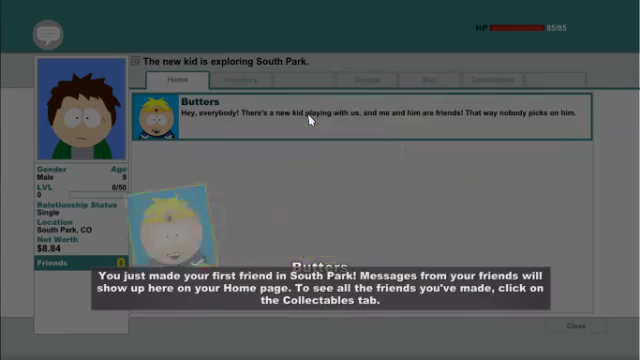 HP 85/85
The new kid is exploring South Park.
Home Inventory Quests Map Collectables
Butters
Hey, everybody! There's a new kid playing with us, and me and him are friends! That way nobody picks on him.
Gender Age
Male 9
LVL 0/50
0
Relationship Status
Single
Location
South Park, CO
Net Worth
$8.84
Friends 1
Butters
You just made your first friend in South Park! Messages from your friends will
show up here on your Home page. To see all the friends you've made, click on
the Collectables tab.
Close